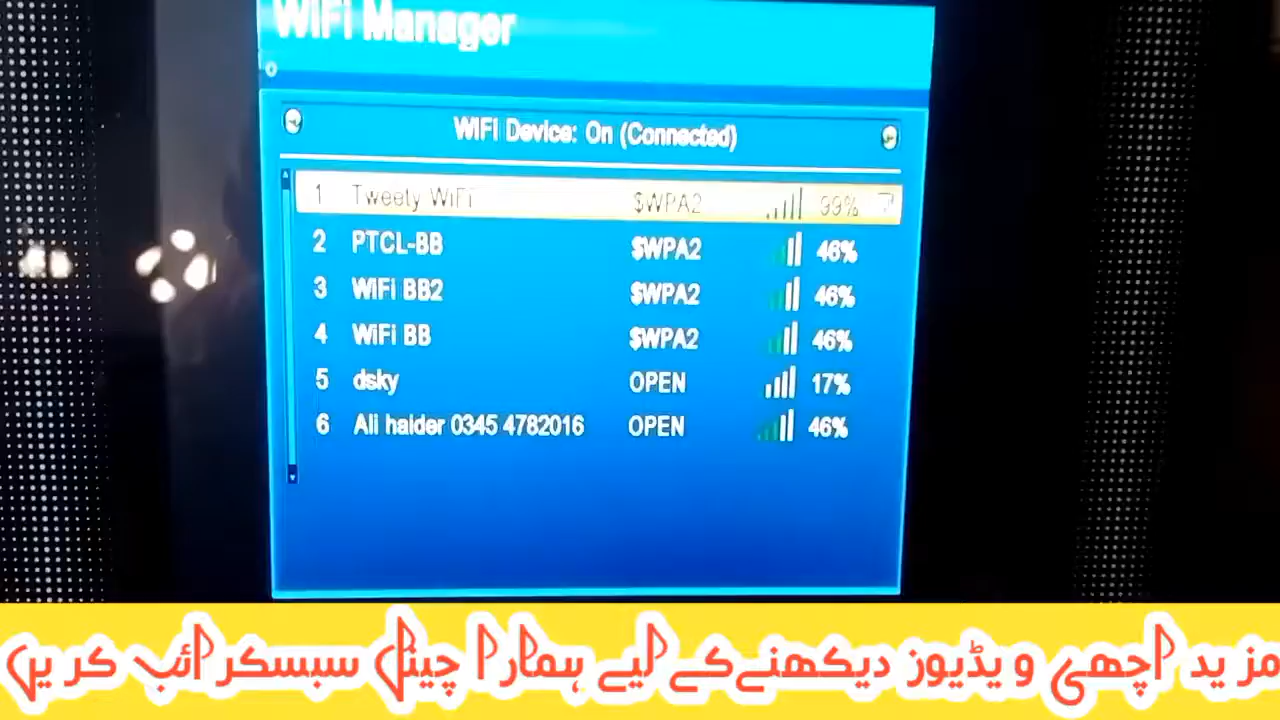 WiFi Manager
WiFi Device: On (Connected)
1 Tweety WiFi $WPA2 99%
2 PTCL-BB $WPA2 46%
3 WiFi BB2 $WPA2 46%
4 WiFi BB $WPA2 46%
5 dsky OPEN 17%
6 Ali haider 0345 4782016 OPEN 46%
مزید اچھی ویڈیوز دیکھنےکے لیے ہمارا چینل سبسکرائب کریں